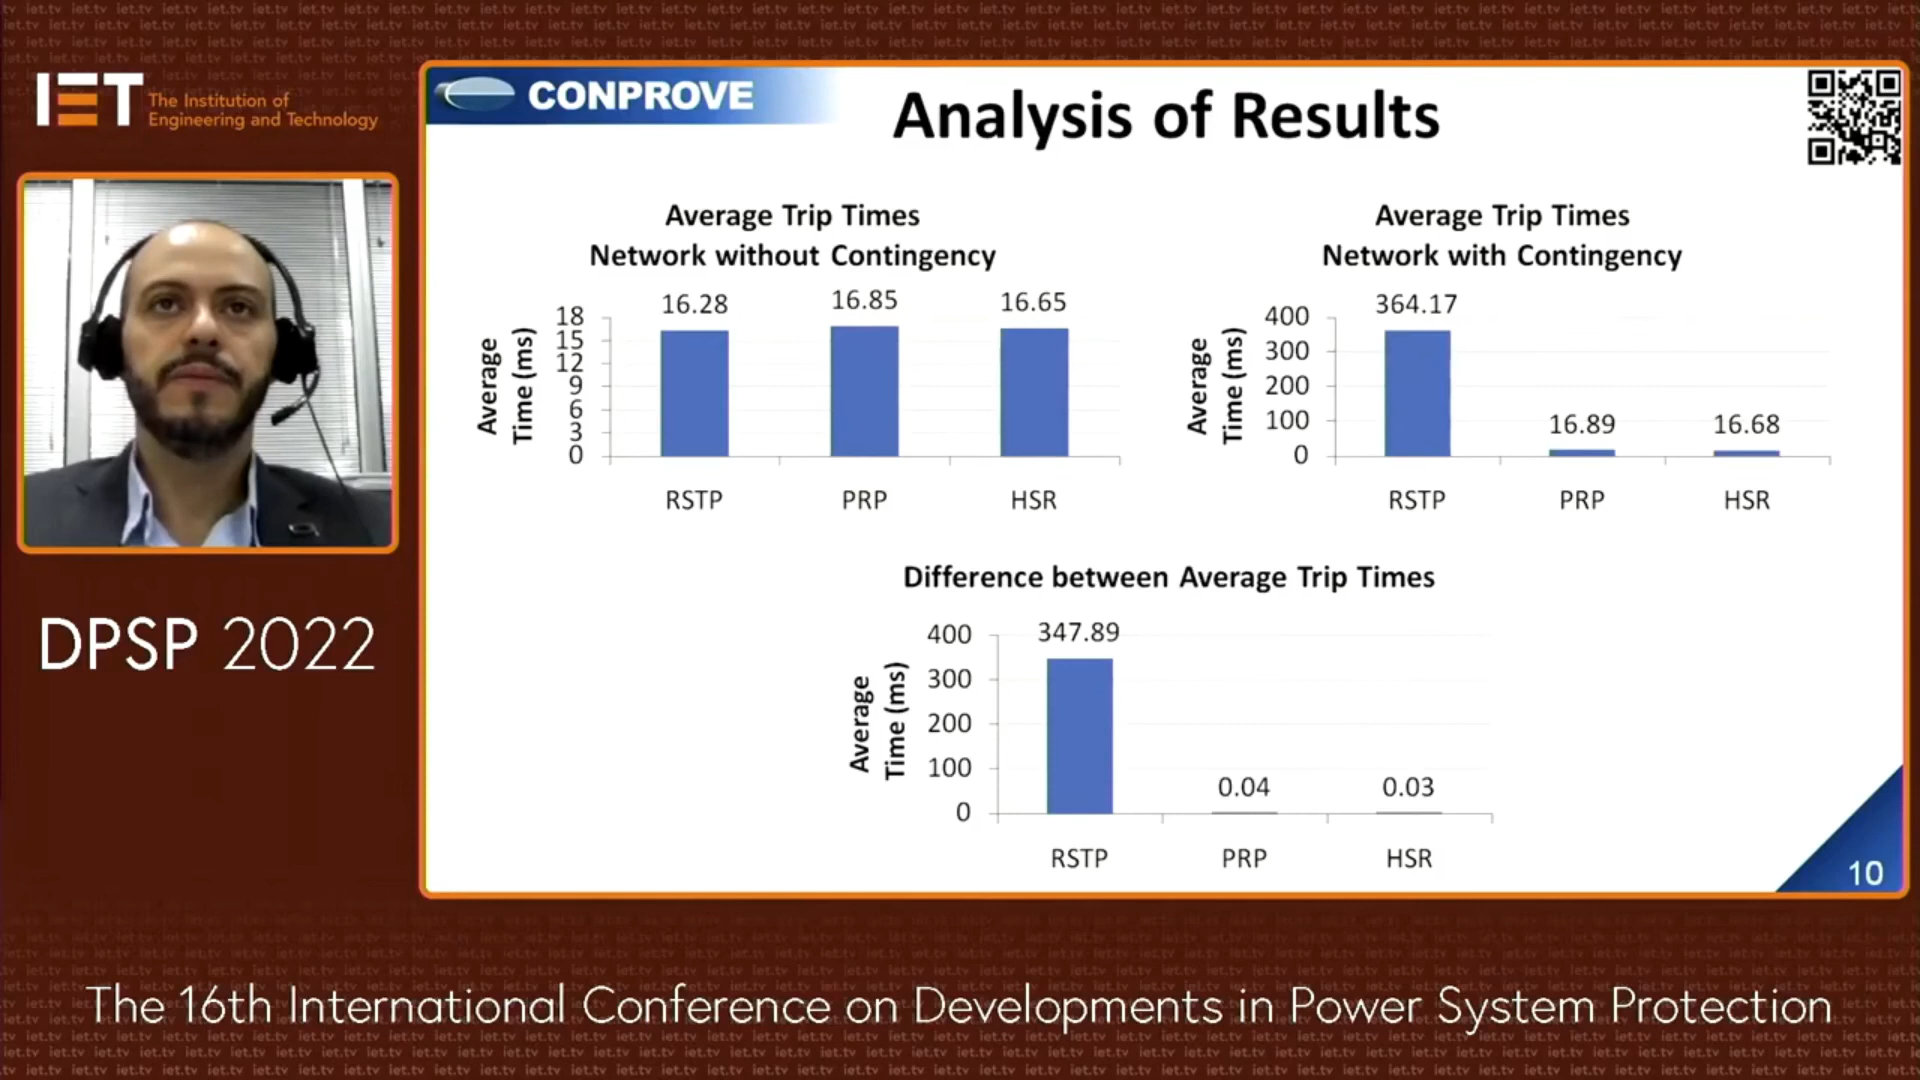 IET The Institution of
Engineering and Technology
CONPROVE
Analysis of Results
Average Trip Times
Network without Contingency
Average
Time (ms)
18
15
12
9
6
3
0
16.28
16.85
16.65
RSTP
PRP
HSR
Average Trip Times
Network with Contingency
Average
Time (ms)
400
300
200
100
0
364.17
16.89
16.68
RSTP
PRP
HSR
Difference between Average Trip Times
Average
Time (ms)
400
300
200
100
0
347.89
0.04
0.03
RSTP
PRP
HSR
10
DPSP 2022
The 16th International Conference on Developments in Power System Protection
iet.tv